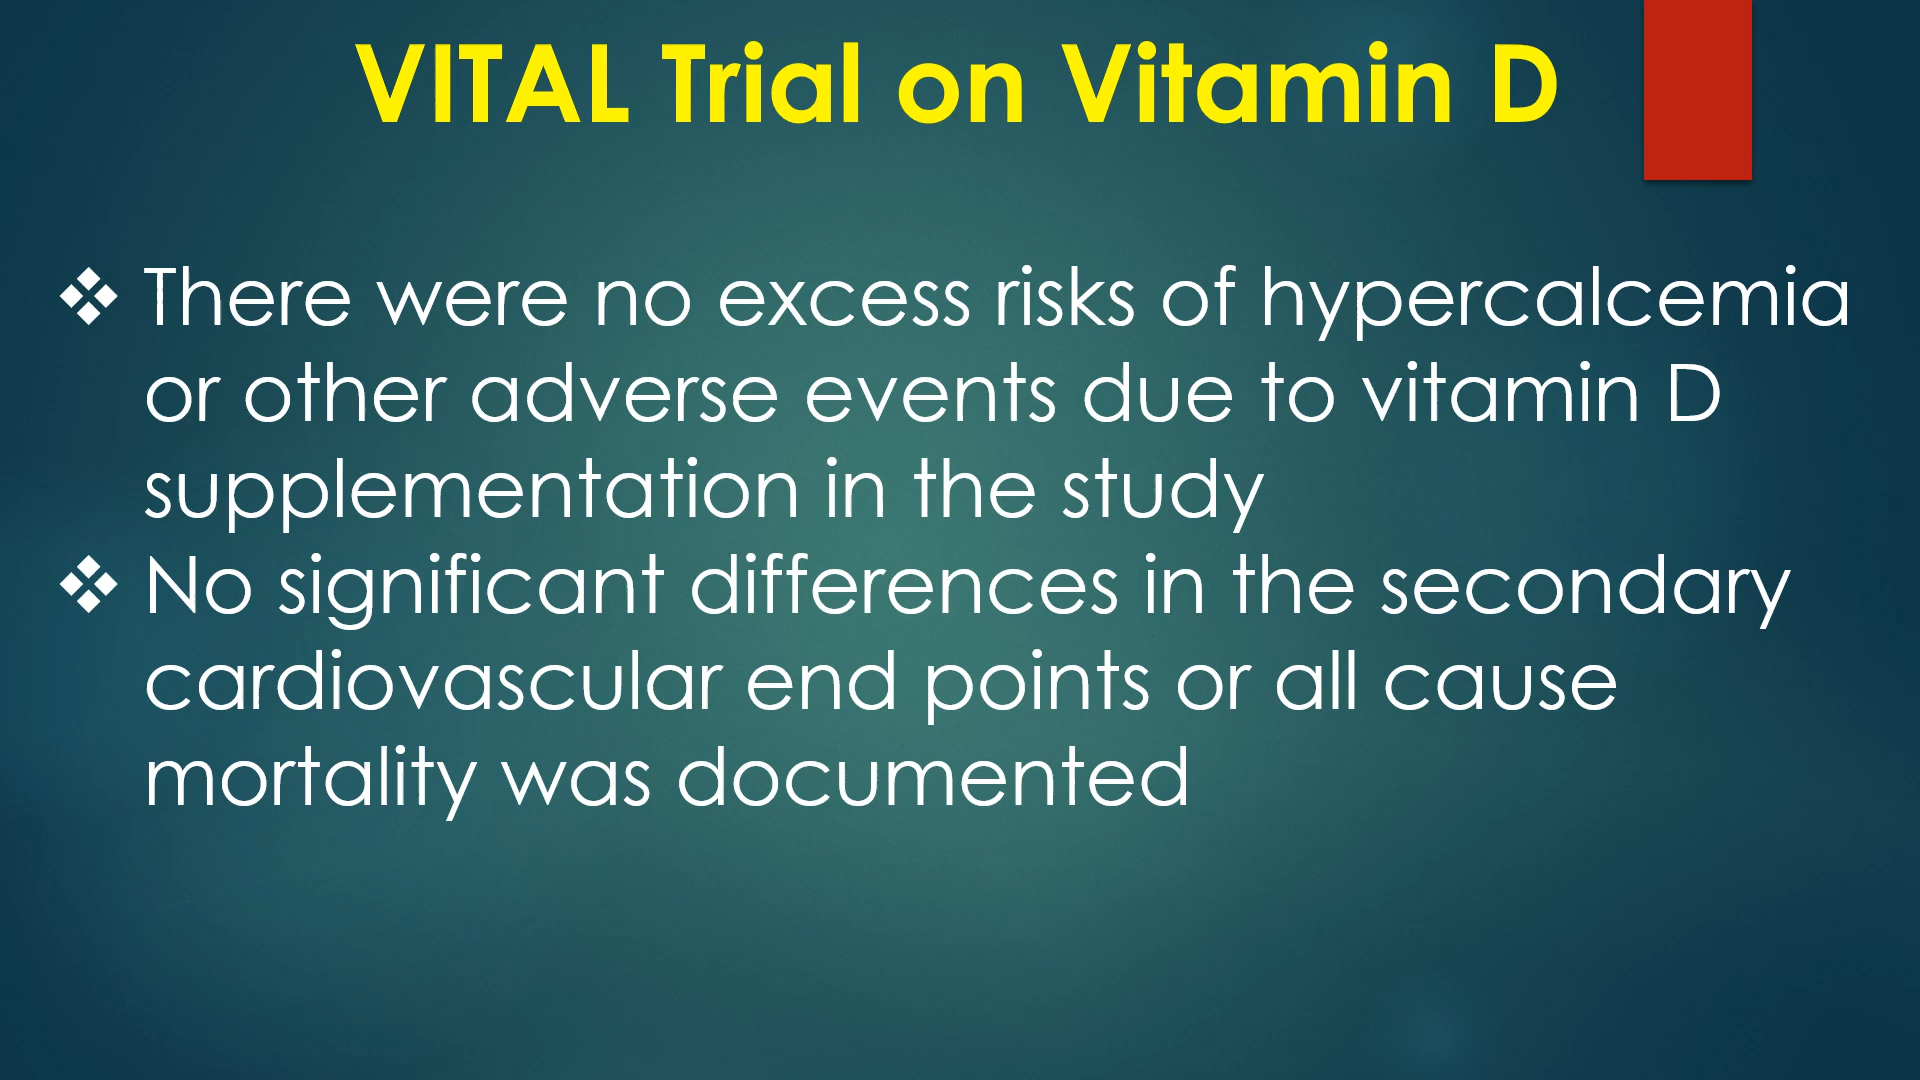 VITAL Trial on Vitamin D
❖ There were no excess risks of hypercalcemia
or other adverse events due to vitamin D
supplementation in the study
❖ No significant differences in the secondary
cardiovascular end points or all cause
mortality was documented